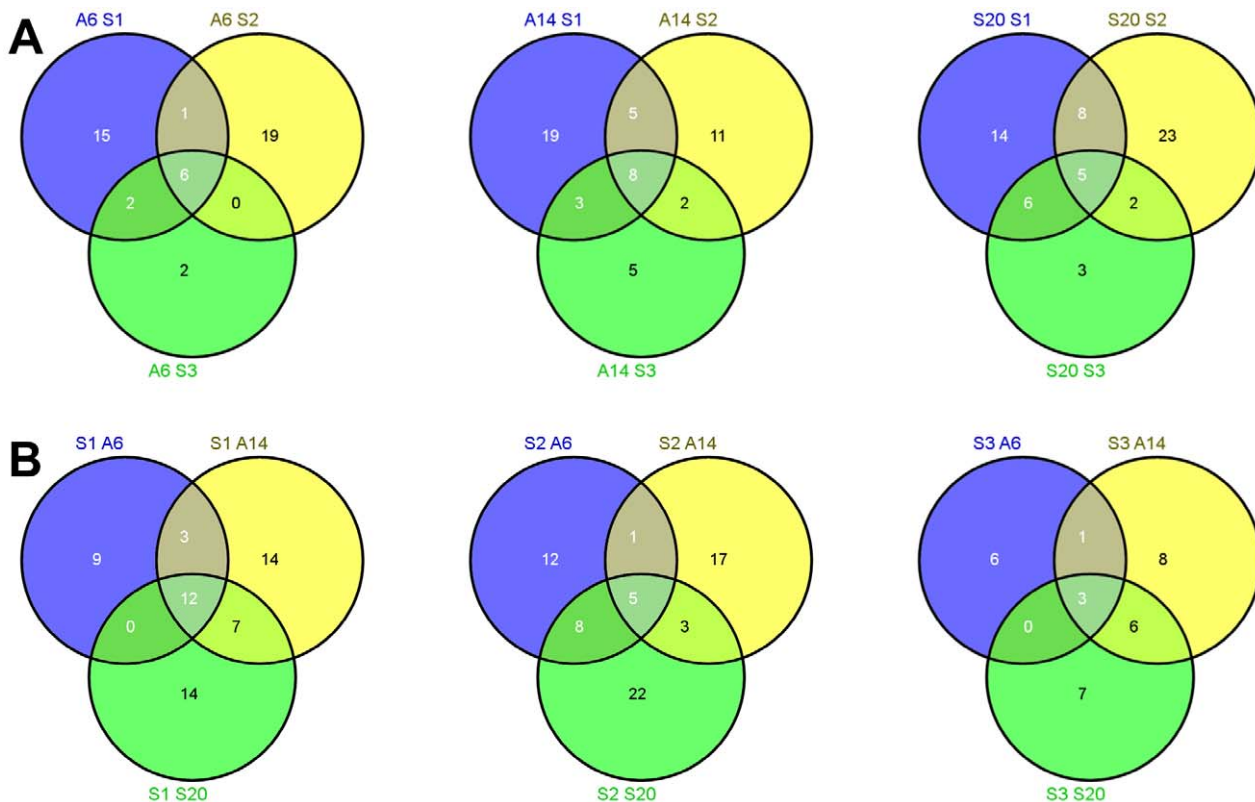 A
A6 S1 A6 S2 A14 S1 A14 S2 S20 S1 S20 S2
1 5 8
15 19 19 11 14 23
6 8 5
2 0 3 2 6 2
2 5 3
A6 S3 A14 S3 S20 S3
B
S1 A6 S1 A14 S2 A6 S2 A14 S3 A6 S3 A14
3 1 1
9 14 12 17 6 8
12 5 3
0 7 8 3 0 6
14 22 7
S1 S20 S2 S20 S3 S20